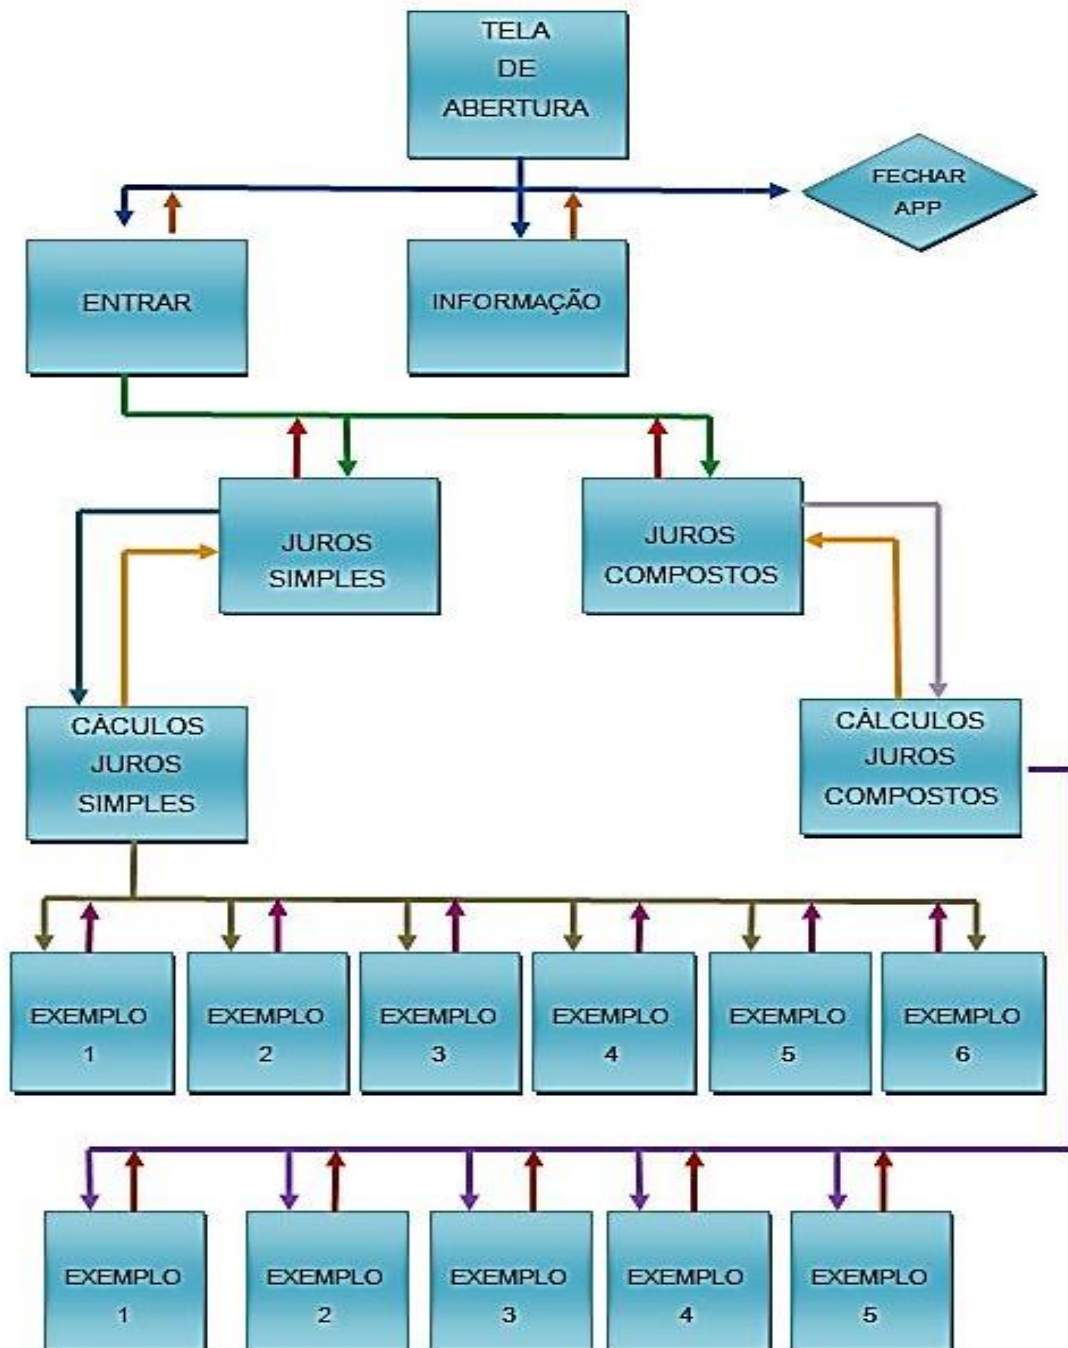 TELA
DE
ABERTURA
FECHAR
APP
ENTRAR
INFORMAÇÃO
JUROS
SIMPLES
JUROS
COMPOSTOS
CÁCULOS
JUROS
SIMPLES
CÁLCULOS
JUROS
COMPOSTOS
EXEMPLO
1
EXEMPLO
2
EXEMPLO
3
EXEMPLO
4
EXEMPLO
5
EXEMPLO
6
EXEMPLO
1
EXEMPLO
2
EXEMPLO
3
EXEMPLO
4
EXEMPLO
5